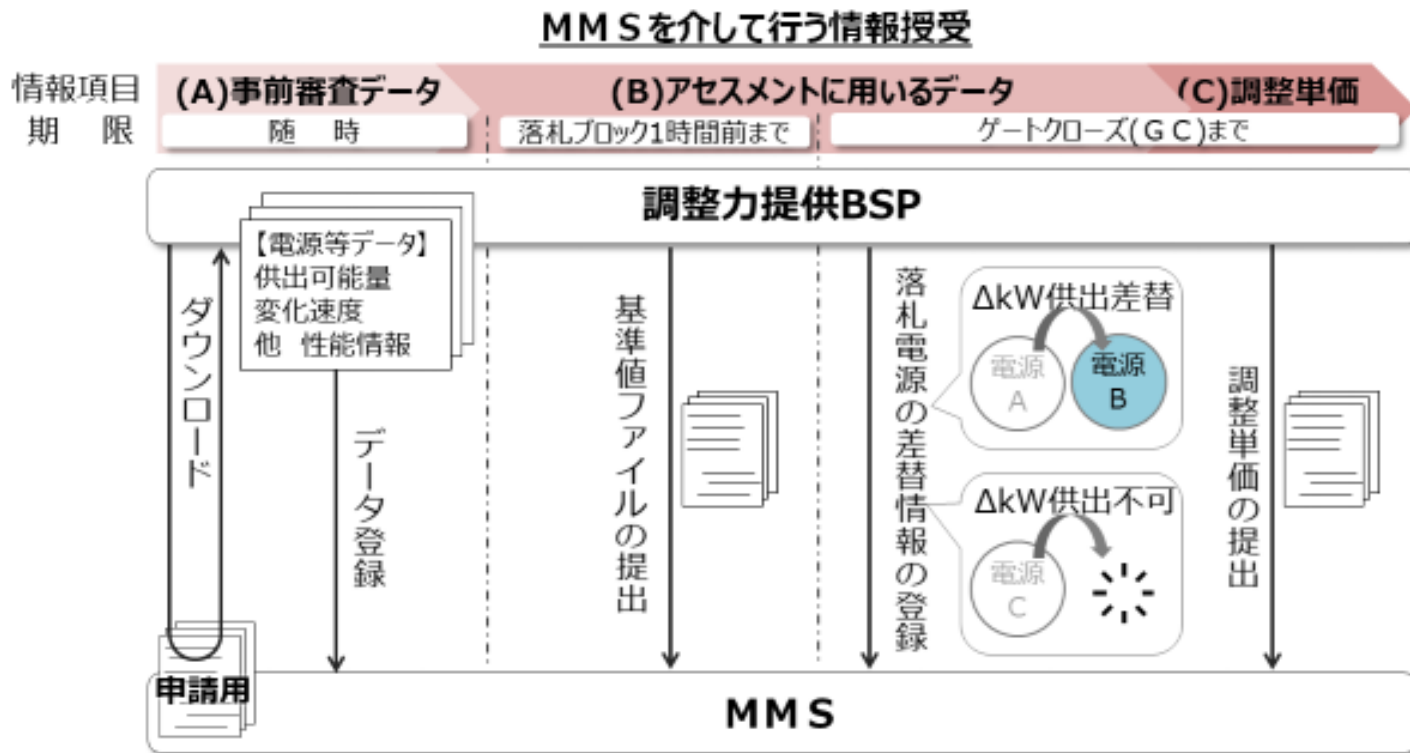 MMSを介して行う情報授受
情報項目
(A)事前審査データ
(B)アセスメントに用いるデータ
(C)調整単価
期 限
随 時
落札ブロック1時間前まで
ゲートクローズ(GC)まで
調整力提供BSP
ダウンロード
【電源等データ】
供出可能量
変化速度
他 性能情報
データ登録
基準値ファイルの提出
落札電源の差替情報の登録
ΔkW供出差替
電源
A
電源
B
ΔkW供出不可
電源
C
調整単価の提出
申請用
MMS